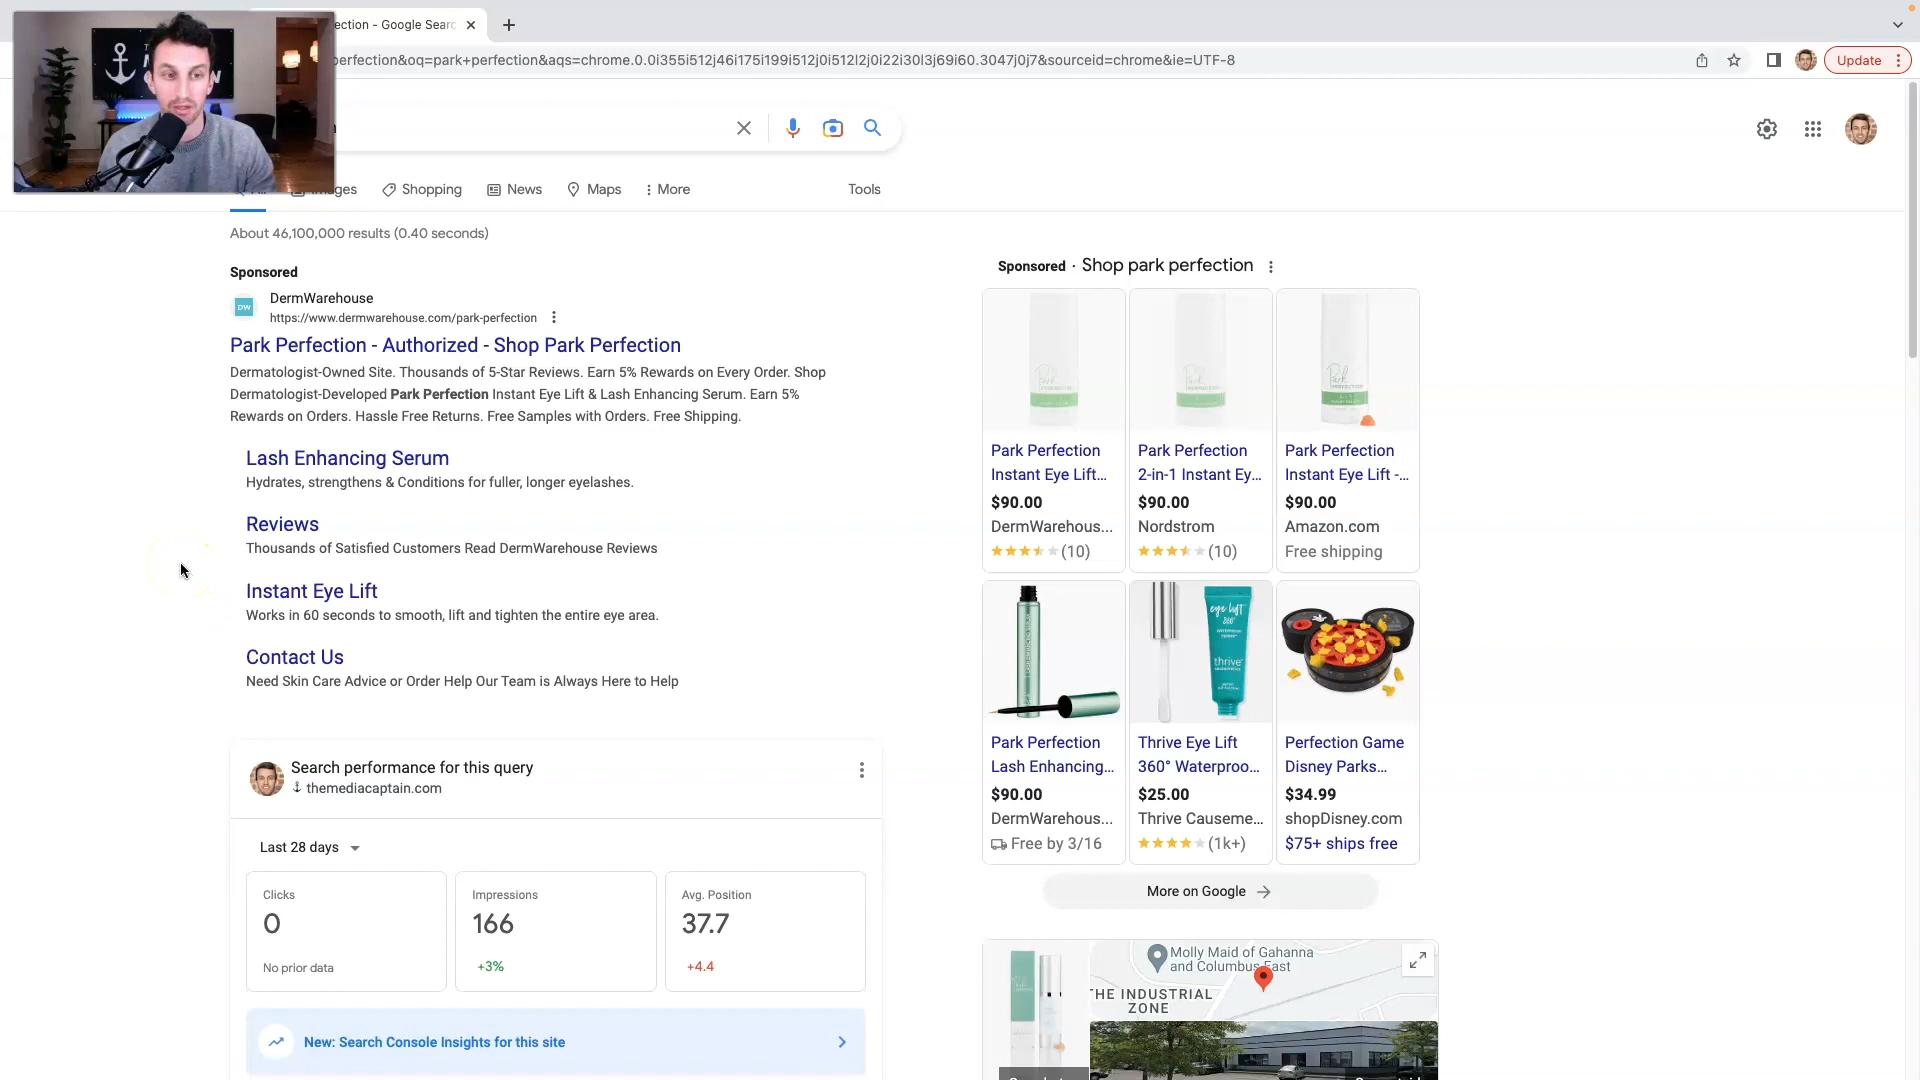 ection - Google Searc
erfection&oq=park+perfection&aqs=chrome.0.0i355i512j46i175i199i512j0i512l2j0i22i30l3j69i60.3047j0j7&sourceid=chrome&ie=UTF-8
Update
Images
Shopping
News
Maps
More
Tools
About 46,100,000 results (0.40 seconds)
Sponsored
DW
DermWarehouse
https://www.dermwarehouse.com/park-perfection
Park Perfection - Authorized - Shop Park Perfection
Dermatologist-Owned Site. Thousands of 5-Star Reviews. Earn 5% Rewards on Every Order. Shop
Dermatologist-Developed Park Perfection Instant Eye Lift & Lash Enhancing Serum. Earn 5%
Rewards on Orders. Hassle Free Returns. Free Samples with Orders. Free Shipping.
Lash Enhancing Serum
Hydrates, strengthens & Conditions for fuller, longer eyelashes.
Reviews
Thousands of Satisfied Customers Read DermWarehouse Reviews
Instant Eye Lift
Works in 60 seconds to smooth, lift and tighten the entire eye area.
Contact Us
Need Skin Care Advice or Order Help Our Team is Always Here to Help
Search performance for this query
themediacaptain.com
Last 28 days
Clicks
0
No prior data
Impressions
166
+3%
Avg. Position
37.7
+4.4
New: Search Console Insights for this site
Sponsored · Shop park perfection
Park Perfection
Instant Eye Lift...
$90.00
DermWarehous...
(10)
Park Perfection
2-in-1 Instant Ey...
$90.00
Nordstrom
(10)
Park Perfection
Instant Eye Lift -...
$90.00
Amazon.com
Free shipping
Park Perfection
Lash Enhancing...
$90.00
DermWarehous...
Free by 3/16
eye lift
360°
thrive
Thrive Eye Lift
360° Waterproo...
$25.00
Thrive Causeme...
(1k+)
Perfection Game
Disney Parks...
$34.99
shopDisney.com
$75+ ships free
More on Google
Molly Maid of Gahanna
and Columbus East
THE INDUSTRIAL
ZONE